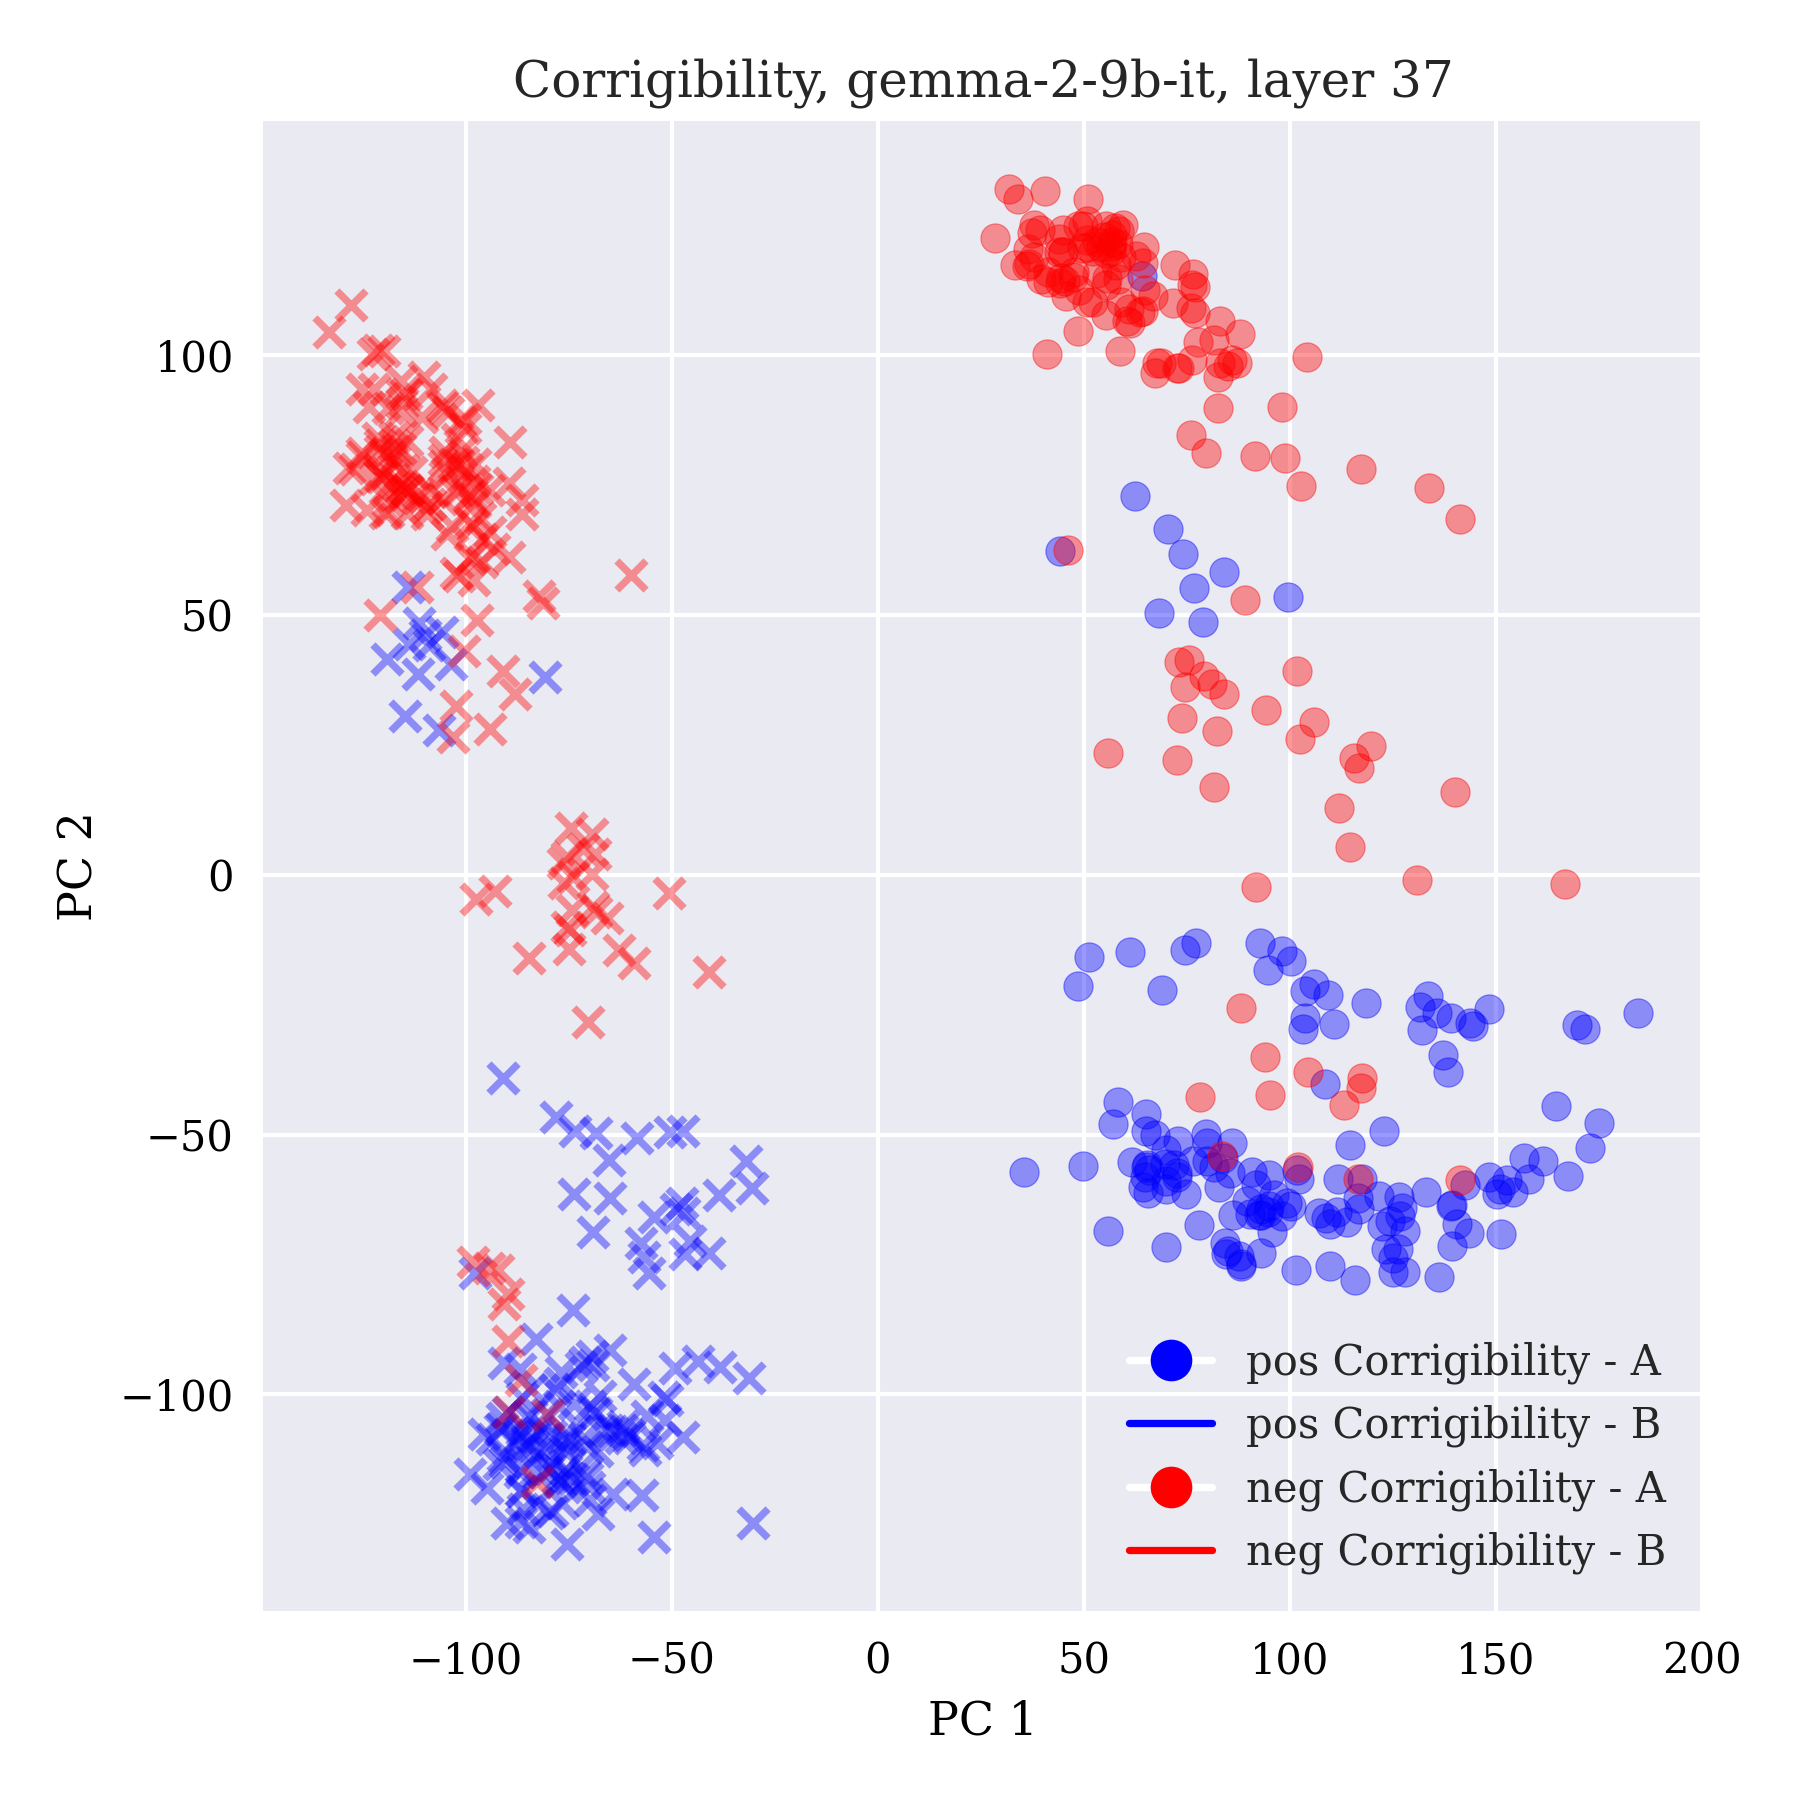 Corrigibility, gemma-2-9b-it, layer 37
PC 2
100
50
0
−50
−100
−100
−50
0
50
100
150
200
PC 1
pos Corrigibility - A
pos Corrigibility - B
neg Corrigibility - A
neg Corrigibility - B